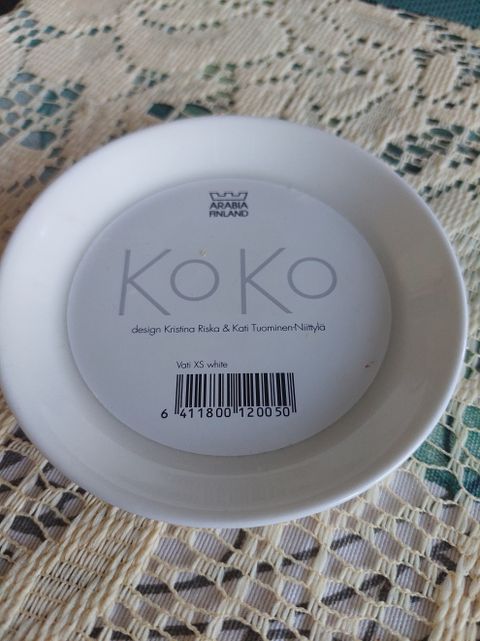 ARABIA
FINLAND
KoKo
design Kristina Riska & Kati Tuominen-Niittylä
Vati XS white
6 411800 120050